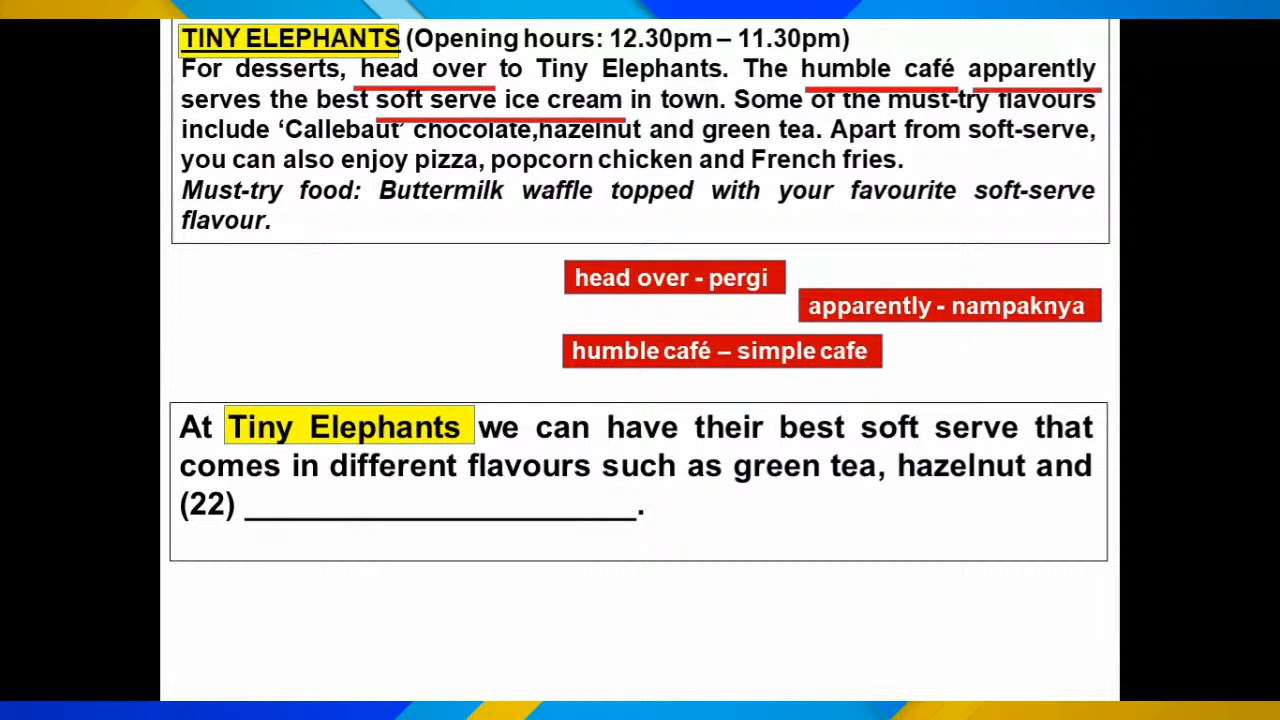 TINY ELEPHANTS (Opening hours: 12.30pm – 11.30pm)
For desserts, head over to Tiny Elephants. The humble café apparently
serves the best soft serve ice cream in town. Some of the must-try flavours
include ‘Callebaut’ chocolate,hazelnut and green tea. Apart from soft-serve,
you can also enjoy pizza, popcorn chicken and French fries.
Must-try food: Buttermilk waffle topped with your favourite soft-serve
flavour.
head over - pergi
apparently - nampaknya
humble café – simple cafe
At Tiny Elephants we can have their best soft serve that
comes in different flavours such as green tea, hazelnut and
(22) ______________________.